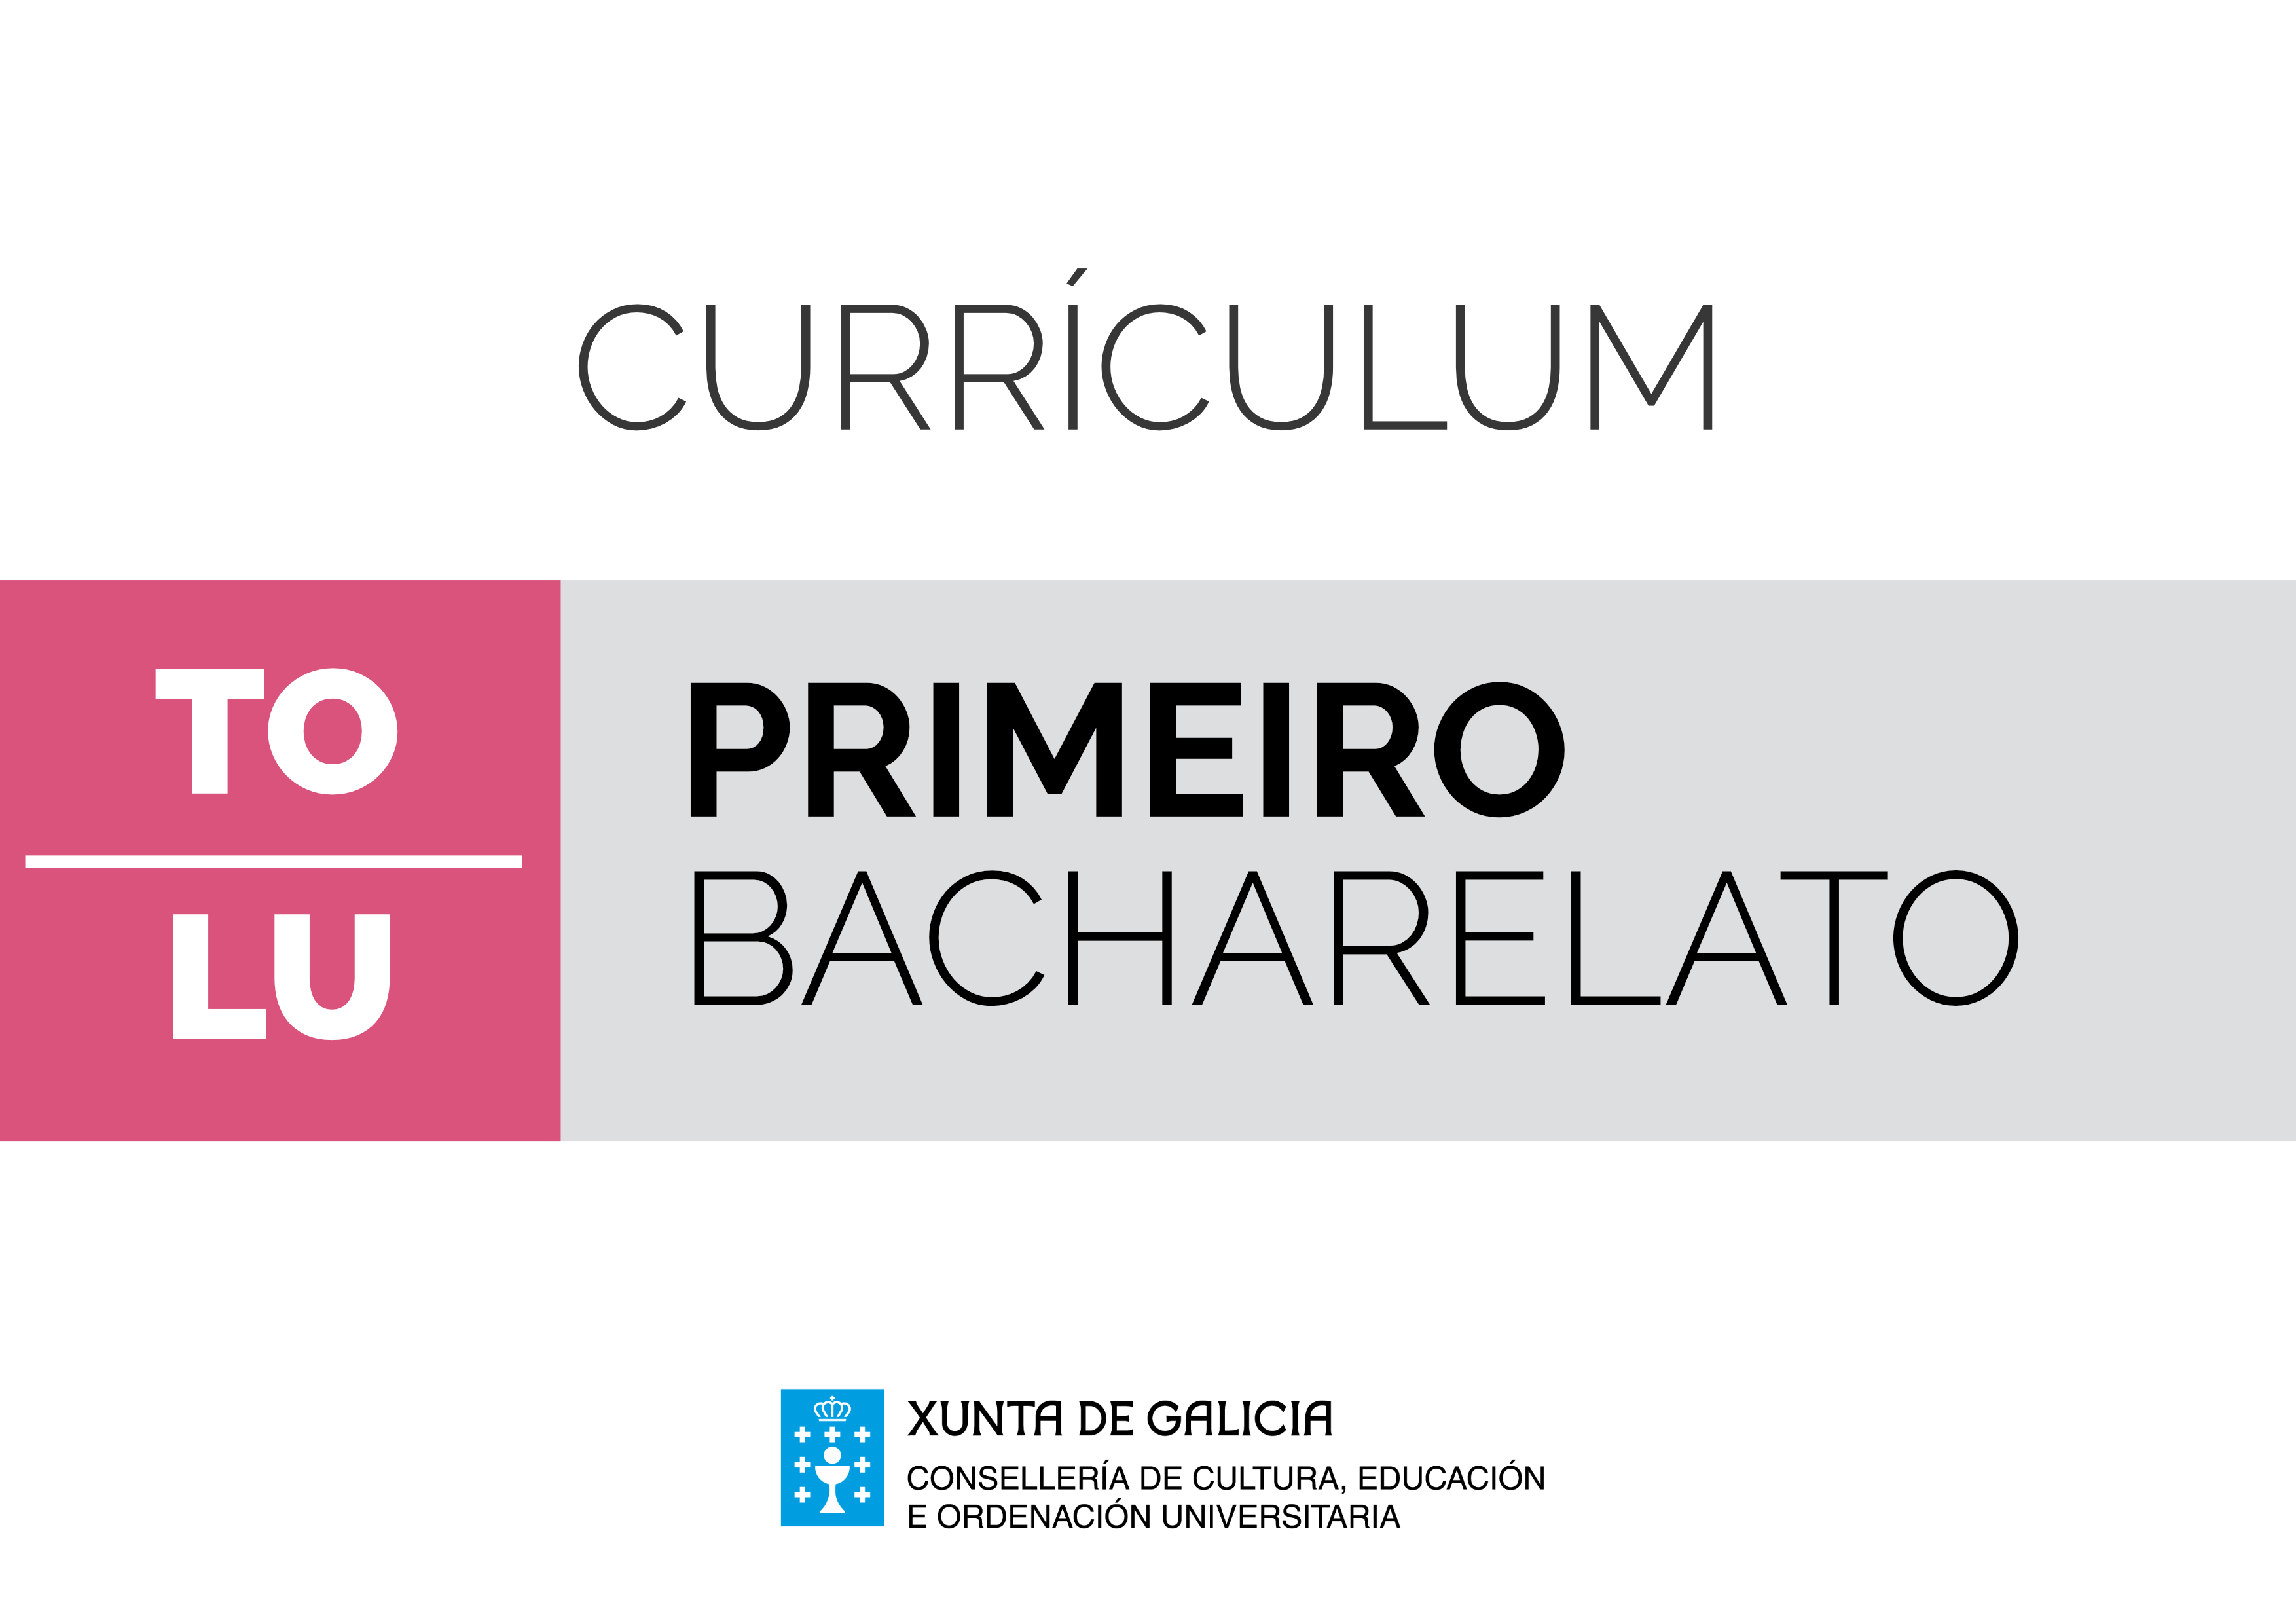 CURRÍCULUM
TO
LU
PRIMEIRO
BACHARELATO
XUNTA DE GALICIA
CONSELLERÍA DE CULTURA, EDUCACIÓN
E ORDENACIÓN UNIVERSITARIA